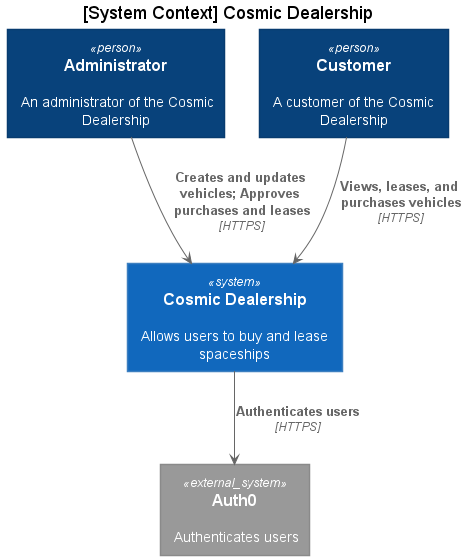 [System Context] Cosmic Dealership
«person»
Administrator
An administrator of the Cosmic
Dealership
«person»
Customer
A customer of the Cosmic
Dealership
Creates and updates
vehicles; Approves
purchases and leases
[HTTPS]
Views, leases, and
purchases vehicles
[HTTPS]
«system»
Cosmic Dealership
Allows users to buy and lease
spaceships
Authenticates users
[HTTPS]
«external_system»
Auth0
Authenticates users